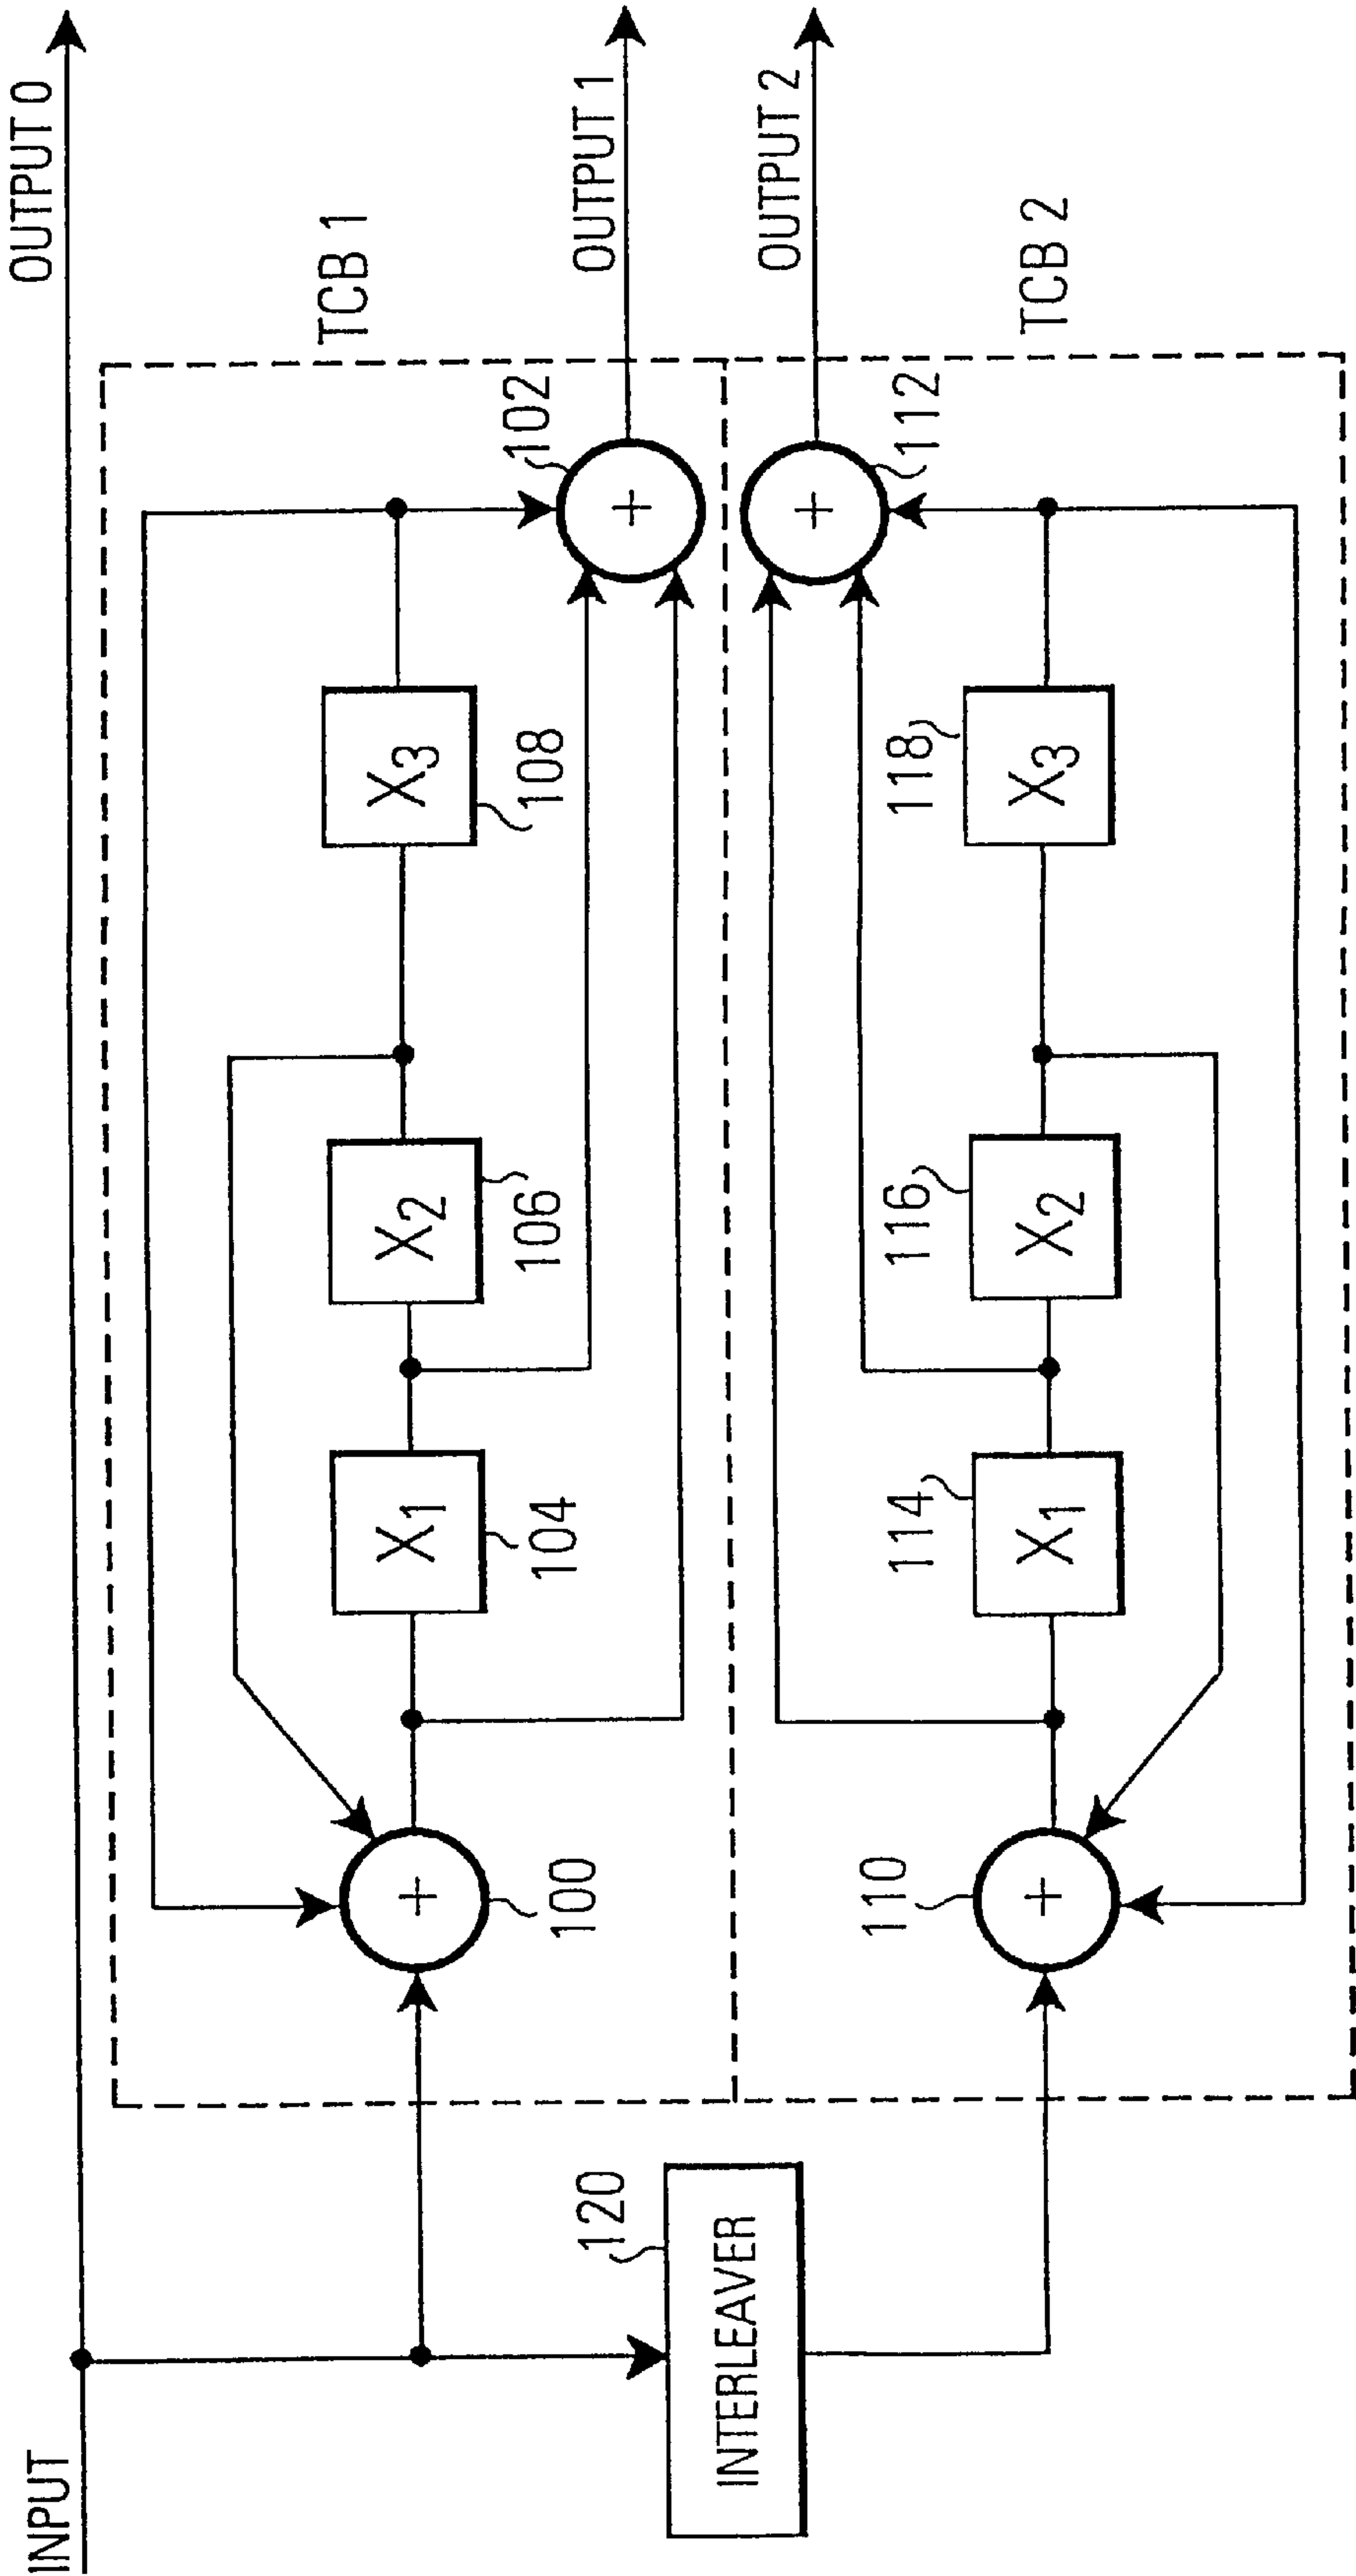 INPUT
OUTPUT 0
TCB 1
100
+
X1
104
X2
106
X3
108
102
+
OUTPUT 1
120
INTERLEAVER
110
+
114
X1
116
X2
118
X3
+
112
OUTPUT 2
TCB 2